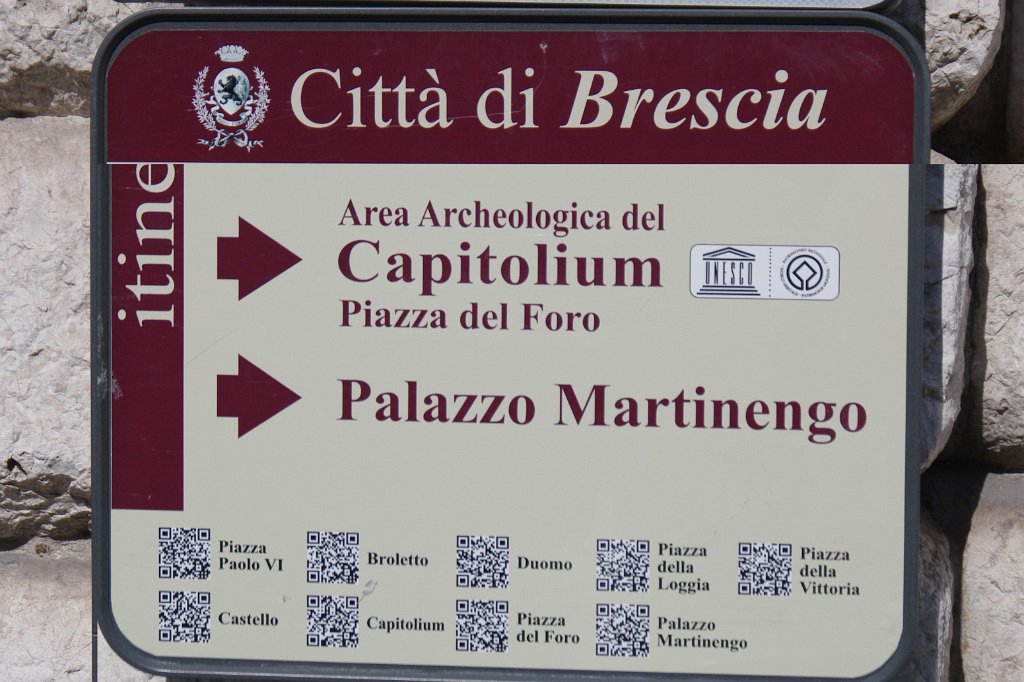 Città di Brescia
itine
Area Archeologica del
Capitolium
Piazza del Foro
UNESCO
Palazzo Martinengo
Piazza
Paolo VI
Broletto
Duomo
Piazza
della
Loggia
Piazza
della
Vittoria
Castello
Capitolium
Piazza
del Foro
Palazzo
Martinengo